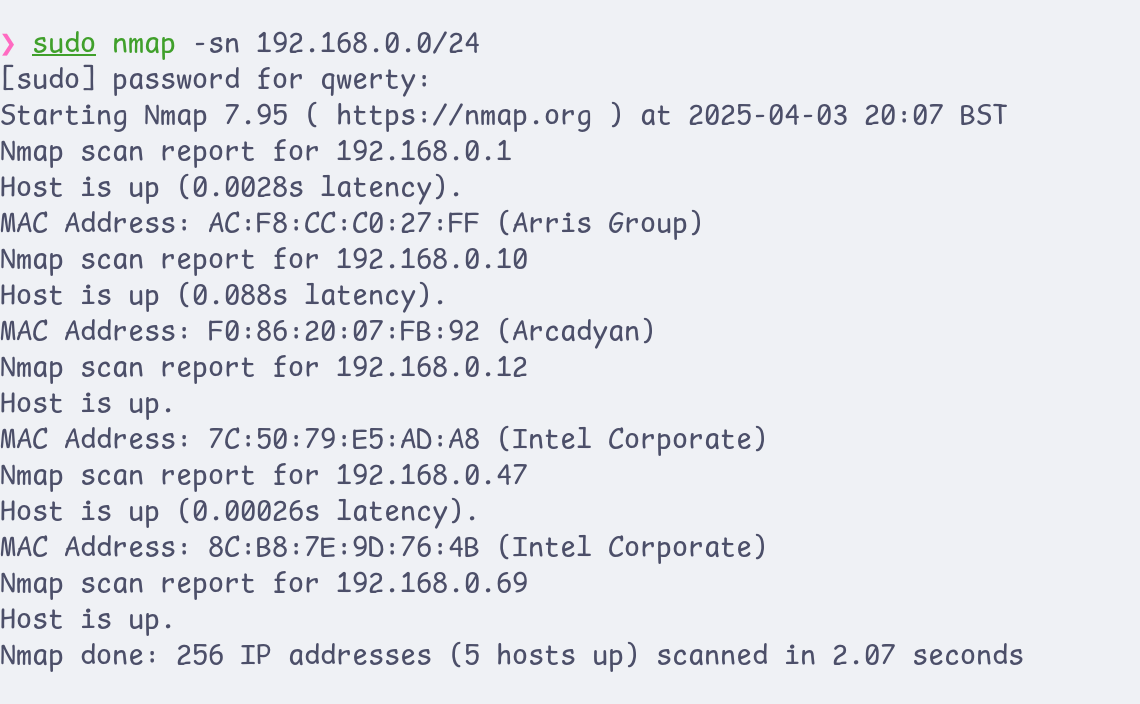 ❯ sudo nmap -sn 192.168.0.0/24
[sudo] password for qwerty:
Starting Nmap 7.95 ( https://nmap.org ) at 2025-04-03 20:07 BST
Nmap scan report for 192.168.0.1
Host is up (0.0028s latency).
MAC Address: AC:F8:CC:C0:27:FF (Arris Group)
Nmap scan report for 192.168.0.10
Host is up (0.088s latency).
MAC Address: F0:86:20:07:FB:92 (Arcadyan)
Nmap scan report for 192.168.0.12
Host is up.
MAC Address: 7C:50:79:E5:AD:A8 (Intel Corporate)
Nmap scan report for 192.168.0.47
Host is up (0.00026s latency).
MAC Address: 8C:B8:7E:9D:76:4B (Intel Corporate)
Nmap scan report for 192.168.0.69
Host is up.
Nmap done: 256 IP addresses (5 hosts up) scanned in 2.07 seconds